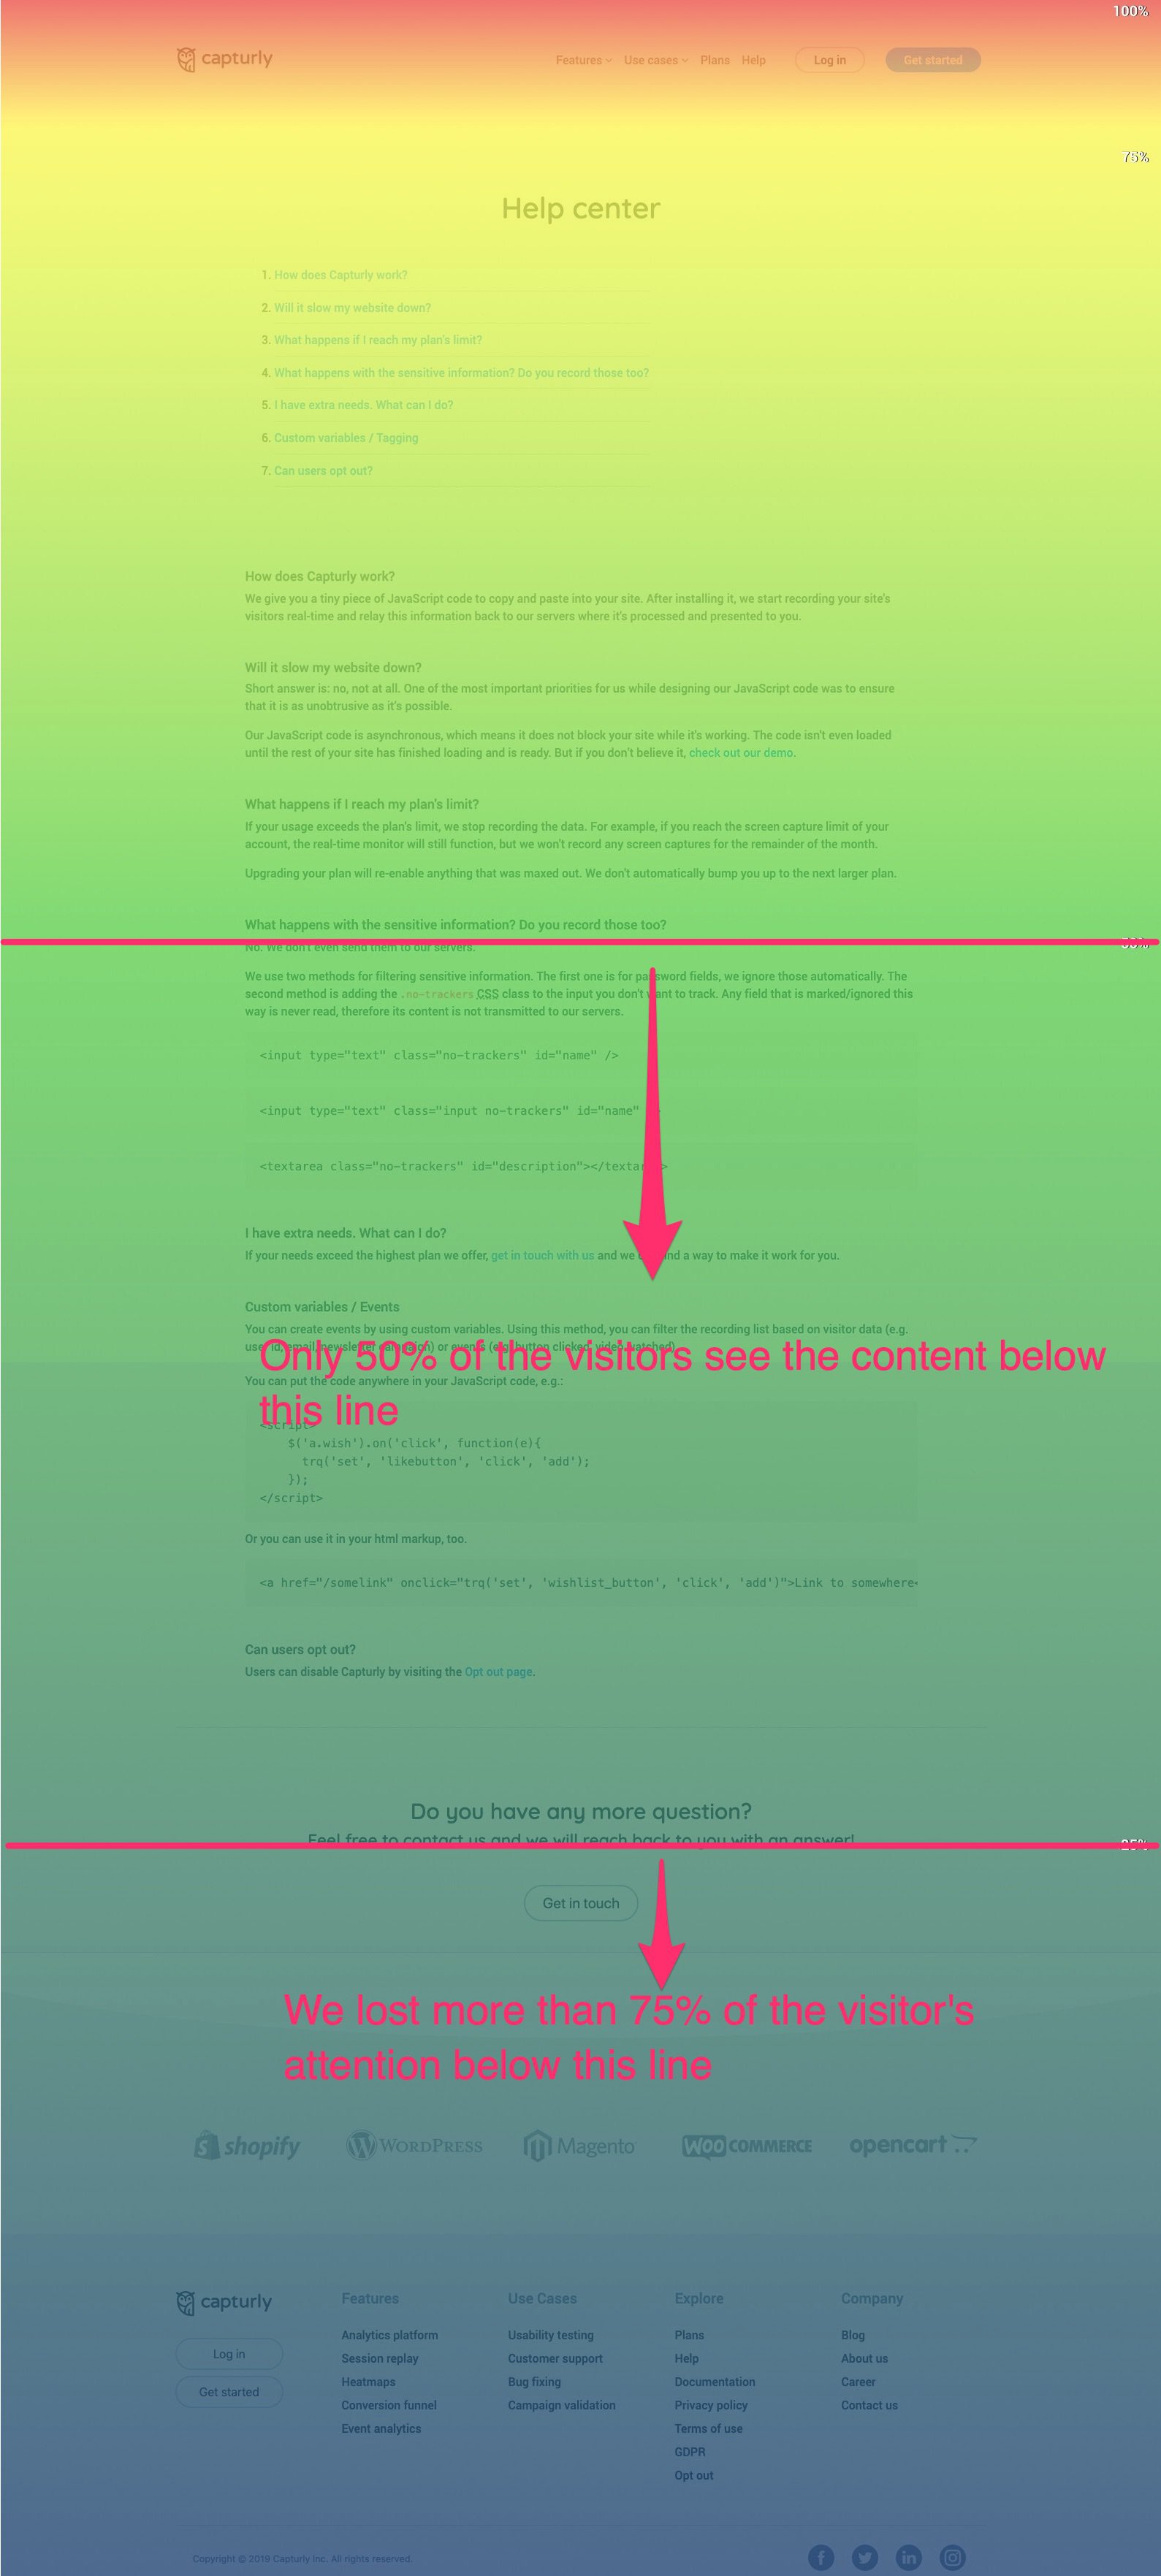 100%
capturly
Features Use cases Plans Help Log in Get started
75%
Help center
1. How does Capturly work?
2. Will it slow my website down?
3. What happens if I reach my plan's limit?
4. What happens with the sensitive information? Do you record those too?
5. I have extra needs. What can I do?
6. Custom variables / Tagging
7. Can users opt out?
How does Capturly work?
We give you a tiny piece of JavaScript code to copy and paste into your site. After installing it, we start recording your site's
visitors real-time and relay this information back to our servers where it's processed and presented to you.
Will it slow my website down?
Short answer is: no, not at all. One of the most important priorities for us while designing our JavaScript code was to ensure
that it is as unobtrusive as it's possible.
Our JavaScript code is asynchronous, which means it does not block your site while it's working. The code isn't even loaded
until the rest of your site has finished loading and is ready. But if you don't believe it, check out our demo.
What happens if I reach my plan's limit?
If your usage exceeds the plan's limit, we stop recording the data. For example, if you reach the screen capture limit of your
account, the real-time monitor will still function, but we won't record any screen captures for the remainder of the month.
Upgrading your plan will re-enable anything that was maxed out. We don't automatically bump you up to the next larger plan.
What happens with the sensitive information? Do you record those too?
No. We don't even send them to our servers.
We use two methods for filtering sensitive information. The first one is for password fields, we ignore those automatically. The
second method is adding the .no-trackers CSS class to the input you don't want to track. Any field that is marked/ignored this
way is never read, therefore its content is not transmitted to our servers.
<input type="text" class="no-trackers" id="name" />
<input type="text" class="input no-trackers" id="name"
<textarea class="no-trackers" id="description"></textarea>
I have extra needs. What can I do?
If your needs exceed the highest plan we offer, get in touch with us and we find a way to make it work for you.
Custom variables / Events
You can create events by using custom variables. Using this method, you can filter the recording list based on visitor data (e.g.
user id, email, newsletter campaign) or events (e.g. button clicked, video watched).
Only 50% of the visitors see the content below
You can put the code anywhere in your JavaScript code, e.g.:
this line
<script>
$('a.wish').on('click', function(e){
trq('set', 'likebutton', 'click', 'add');
});
</script>
Or you can use it in your html markup, too.
<a href="/somelink" onclick="trq('set', 'wishlist_button', 'click', 'add')">Link to somewhere<
Can users opt out?
Users can disable Capturly by visiting the Opt out page.
Do you have any more question?
Feel free to contact us and we will reach back to you with an answer!
Get in touch
We lost more than 75% of the visitor's
attention below this line
shopify WORDPRESS Magento WOO COMMERCE opencart
capturly
Log in
Get started
Features
Analytics platform
Session replay
Heatmaps
Conversion funnel
Event analytics
Use Cases
Usability testing
Customer support
Bug fixing
Campaign validation
Explore
Plans
Help
Documentation
Privacy policy
Terms of use
GDPR
Opt out
Company
Blog
About us
Career
Contact us
Copyright © 2019 Capturly Inc. All rights reserved.